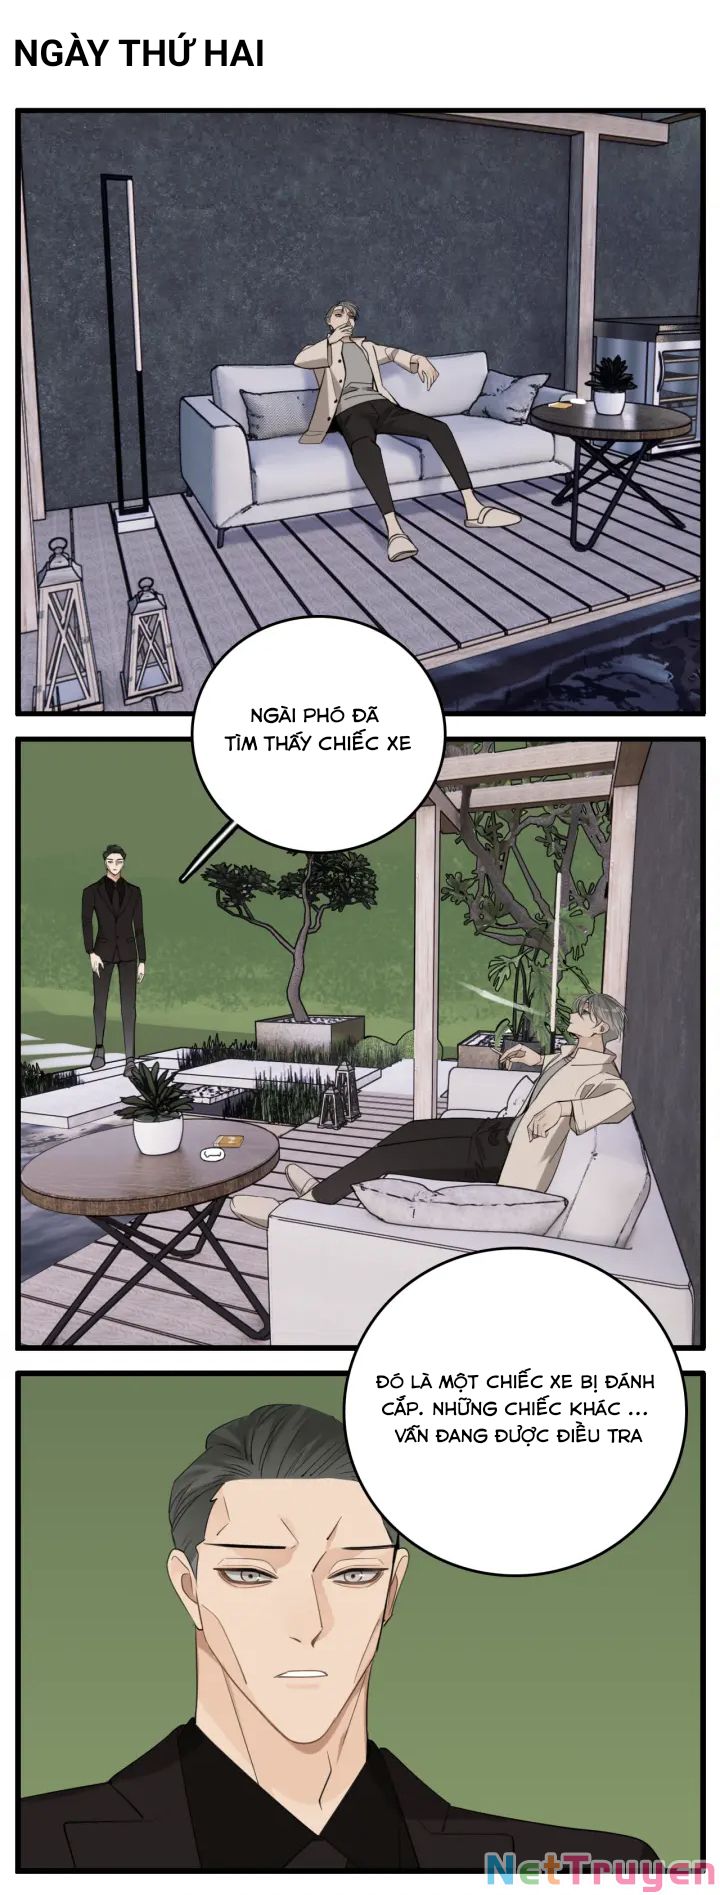 NGÀY THỨ HAI
NGÀI PHÓ ĐÃ
TÌM THẤY CHIẾC XE
ĐÓ LÀ MỘT CHIẾC XE BỊ ĐÁNH
CẮP. NHỮNG CHIẾC KHÁC ...
VẪN ĐANG ĐƯỢC ĐIỀU TRA
NetTruyen